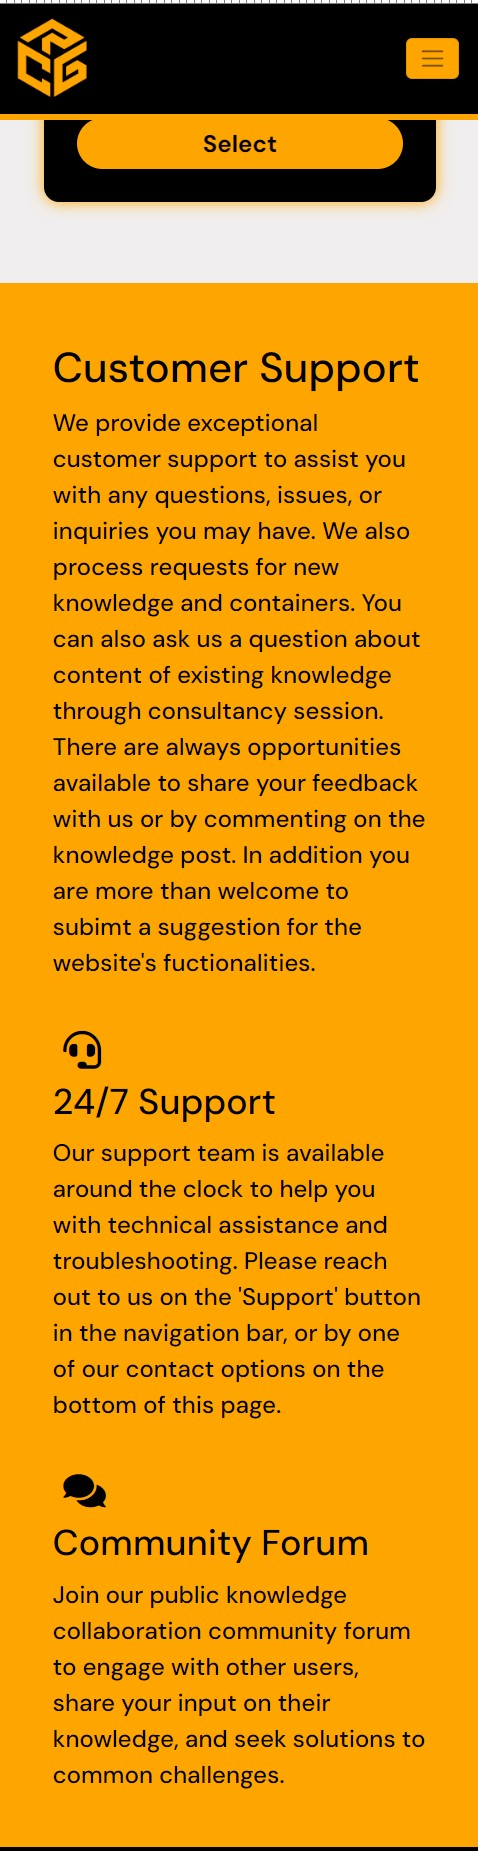 Select
Customer Support
We provide exceptional
customer support to assist you
with any questions, issues, or
inquiries you may have. We also
process requests for new
knowledge and containers. You
can also ask us a question about
content of existing knowledge
through consultancy session.
There are always opportunities
available to share your feedback
with us or by commenting on the
knowledge post. In addition you
are more than welcome to
subimt a suggestion for the
website's fuctionalities.
24/7 Support
Our support team is available
around the clock to help you
with technical assistance and
troubleshooting. Please reach
out to us on the 'Support' button
in the navigation bar, or by one
of our contact options on the
bottom of this page.
Community Forum
Join our public knowledge
collaboration community forum
to engage with other users,
share your input on their
knowledge, and seek solutions to
common challenges.